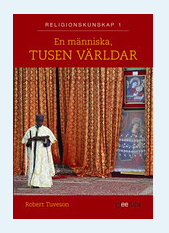 RELIGIONSKUNSKAP 1
En människa,
TUSEN VÄRLDAR
Robert Tuveson